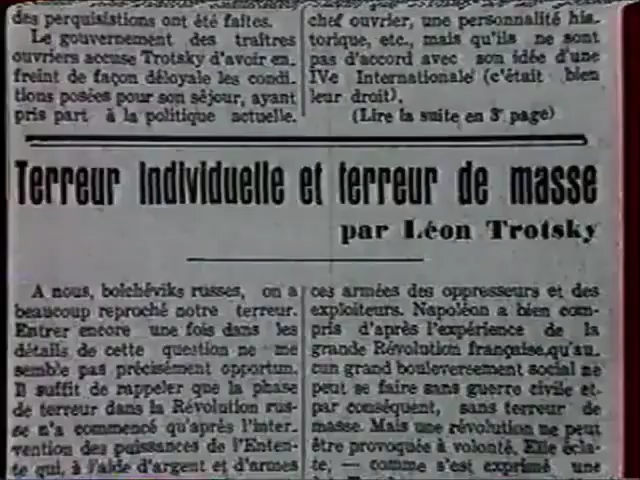 des perquisistions ont été faites.
Le gouvernement des traîtres
ouvriers accuse Trotsky d'avoir en.
freint de façon déloyale les condi-
tions posées pour son séjour, ayant
pris part à la politique actuelle.
chef ouvrier, une personnalité his-
torique, etc., mais qu'ils ne sont
pas d'accord avec son idée d'une
IVe Internationale (c'était bien
leur droit).
(Lire la suite en 3e page)
Terreur Individuelle et terreur de masse
par Léon Trotsky
A nous, bolchéviks russes, on a
beaucoup reproché notre terreur.
Entrer encore une fois dans les
détails de cette question ne me
semble pas précisément opportun.
Il suffit de rappeler que la phase
de terreur dans la Révolution rus-
se n'a commencé qu'après l'inter-
vention des puissances de l'Enten-
te qui, à l'aide d'argent et d'armes
ces armées des oppresseurs et des
exploiteurs. Napoléon a bien com-
pris d'après l'expérience de la
grande Révolution française,qu'au.
cun grand bouleversement social ne
peut se faire sans guerre civile et,
par conséquent, sans terreur de
masse. Mais une révolution ne peut
être provoquée à volonté. Elle écla-
te, — comme s'est exprimé une